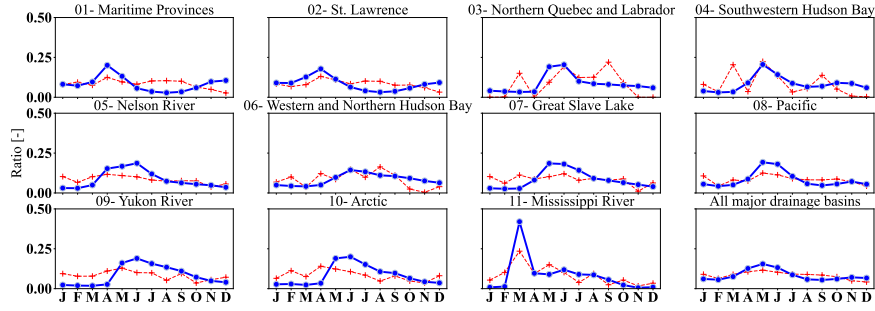 01- Maritime Provinces 02- St. Lawrence 03- Northern Quebec and Labrador 04- Southwestern Hudson Bay
0.50
0.25
0.00
05- Nelson River 06- Western and Northern Hudson Bay 07- Great Slave Lake 08- Pacific
0.50
0.25
0.00
Ratio [-]
09- Yukon River 10- Arctic 11- Mississippi River All major drainage basins
0.50
0.25
0.00
J F M A M J J A S O N D J F M A M J J A S O N D J F M A M J J A S O N D J F M A M J J A S O N D